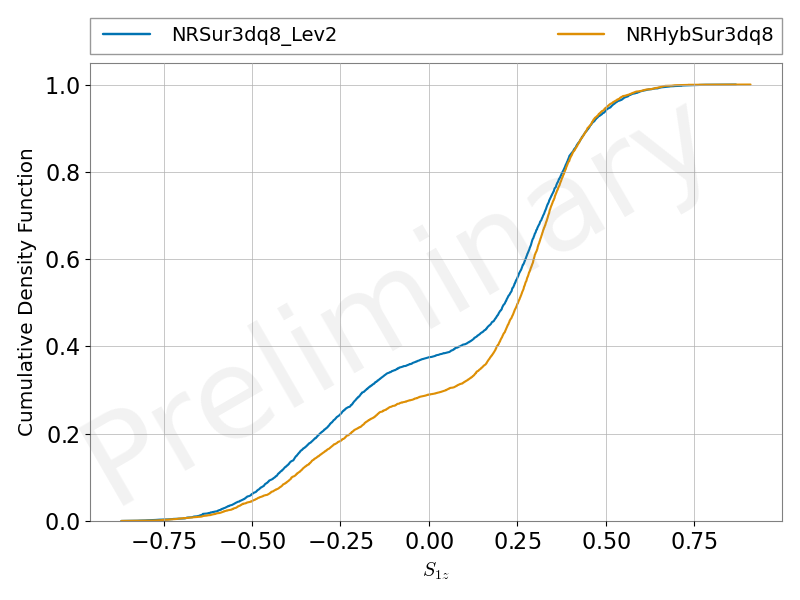 NRSur3dq8_Lev2 NRHybSur3dq8
1.0
0.8
0.6
0.4
0.2
0.0
Cumulative Density Function
Preliminary
−0.75 −0.50 −0.25 0.00 0.25 0.50 0.75
S1z